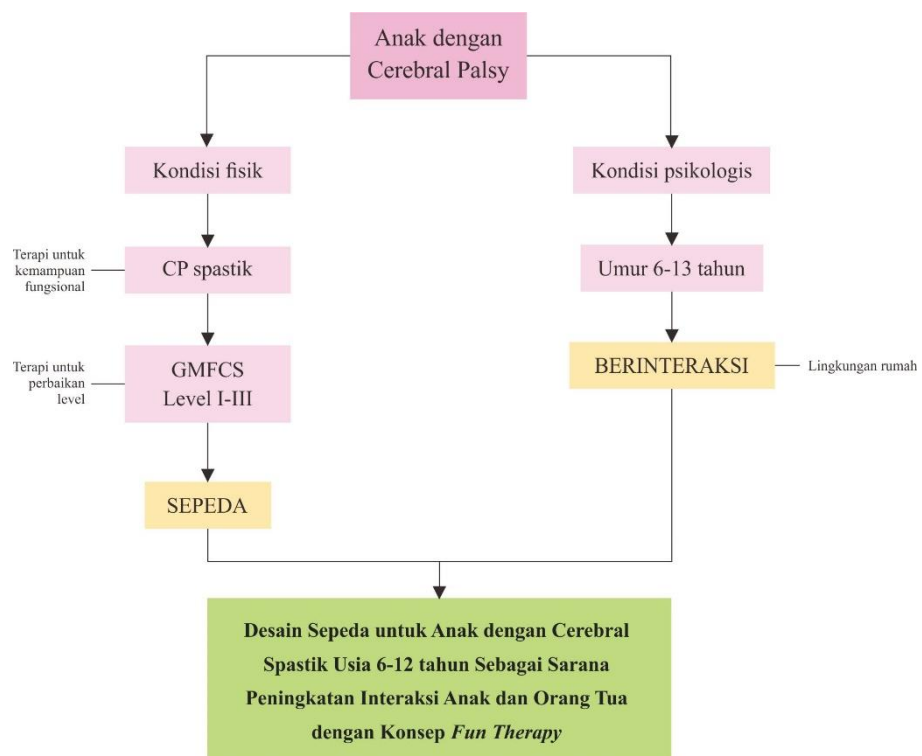 Anak dengan
Cerebral Palsy
Kondisi fisik
Kondisi psikologis
Terapi untuk
kemampuan
fungsional
CP spastik
Umur 6-13 tahun
Terapi untuk
perbaikan
level
GMFCS
Level I-III
BERINTERAKSI
Lingkungan rumah
SEPEDA
Desain Sepeda untuk Anak dengan Cerebral
Spastik Usia 6-12 tahun Sebagai Sarana
Peningkatan Interaksi Anak dan Orang Tua
dengan Konsep Fun Therapy